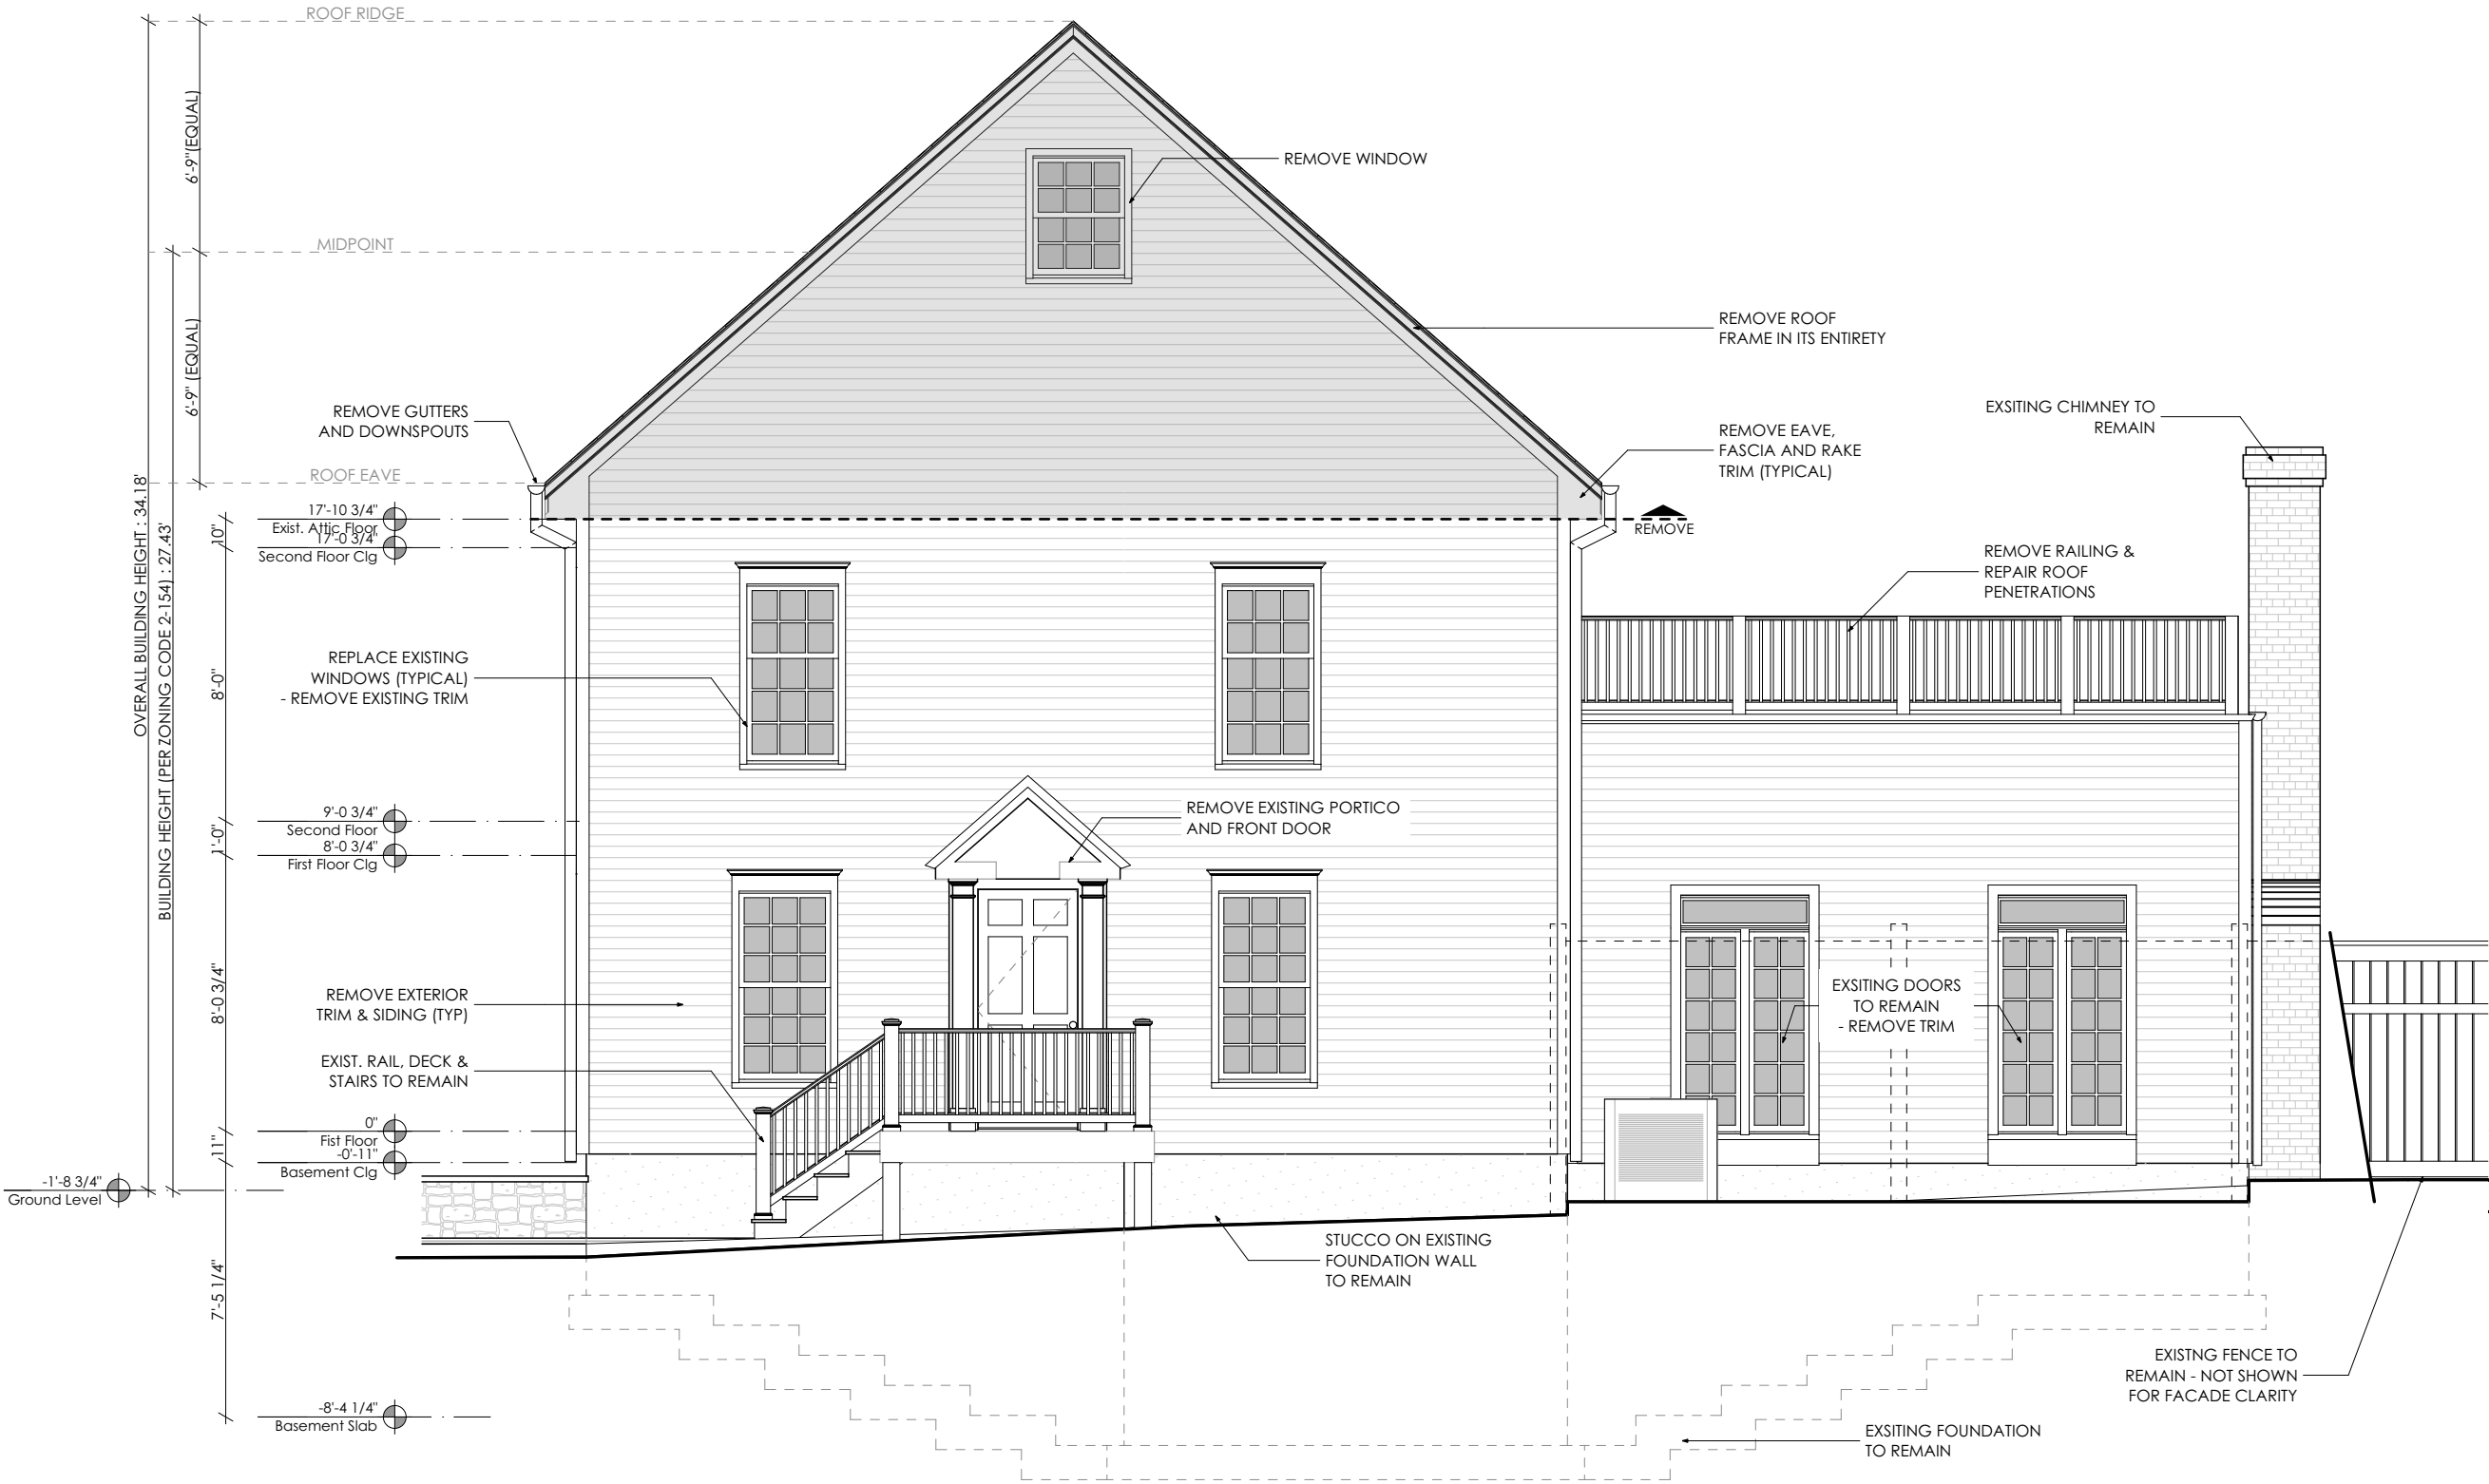 ROOF RIDGE
6'-9"(EQUAL)
REMOVE WINDOW
MIDPOINT
REMOVE ROOF
FRAME IN ITS ENTIRETY
6'-9" (EQUAL)
REMOVE GUTTERS
AND DOWNSPOUTS
EXSITING CHIMNEY TO
REMAIN
REMOVE EAVE,
FASCIA AND RAKE
TRIM (TYPICAL)
ROOF EAVE
OVERALL BUILDING HEIGHT : 34.18'
BUILDING HEIGHT (PER ZONING CODE 2-154) : 27.43'
17'-10 3/4"
Exist. Attic Floor
10"
17'-0 3/4"
Second Floor Clg
REMOVE
REMOVE RAILING &
REPAIR ROOF
PENETRATIONS
8'-0"
REPLACE EXISTING
WINDOWS (TYPICAL)
- REMOVE EXISTING TRIM
9'-0 3/4"
Second Floor
1'-0"
8'-0 3/4"
First Floor Clg
REMOVE EXISTING PORTICO
AND FRONT DOOR
8'-0 3/4"
REMOVE EXTERIOR
TRIM & SIDING (TYP)
EXSITING DOORS
TO REMAIN
- REMOVE TRIM
EXIST. RAIL, DECK &
STAIRS TO REMAIN
0"
Fist Floor
11"
-0'-11"
Basement Clg
-1'-8 3/4"
Ground Level
STUCCO ON EXISTING
FOUNDATION WALL
TO REMAIN
7'-5 1/4"
EXISTNG FENCE TO
REMAIN - NOT SHOWN
FOR FACADE CLARITY
-8'-4 1/4"
Basement Slab
EXSITING FOUNDATION
TO REMAIN